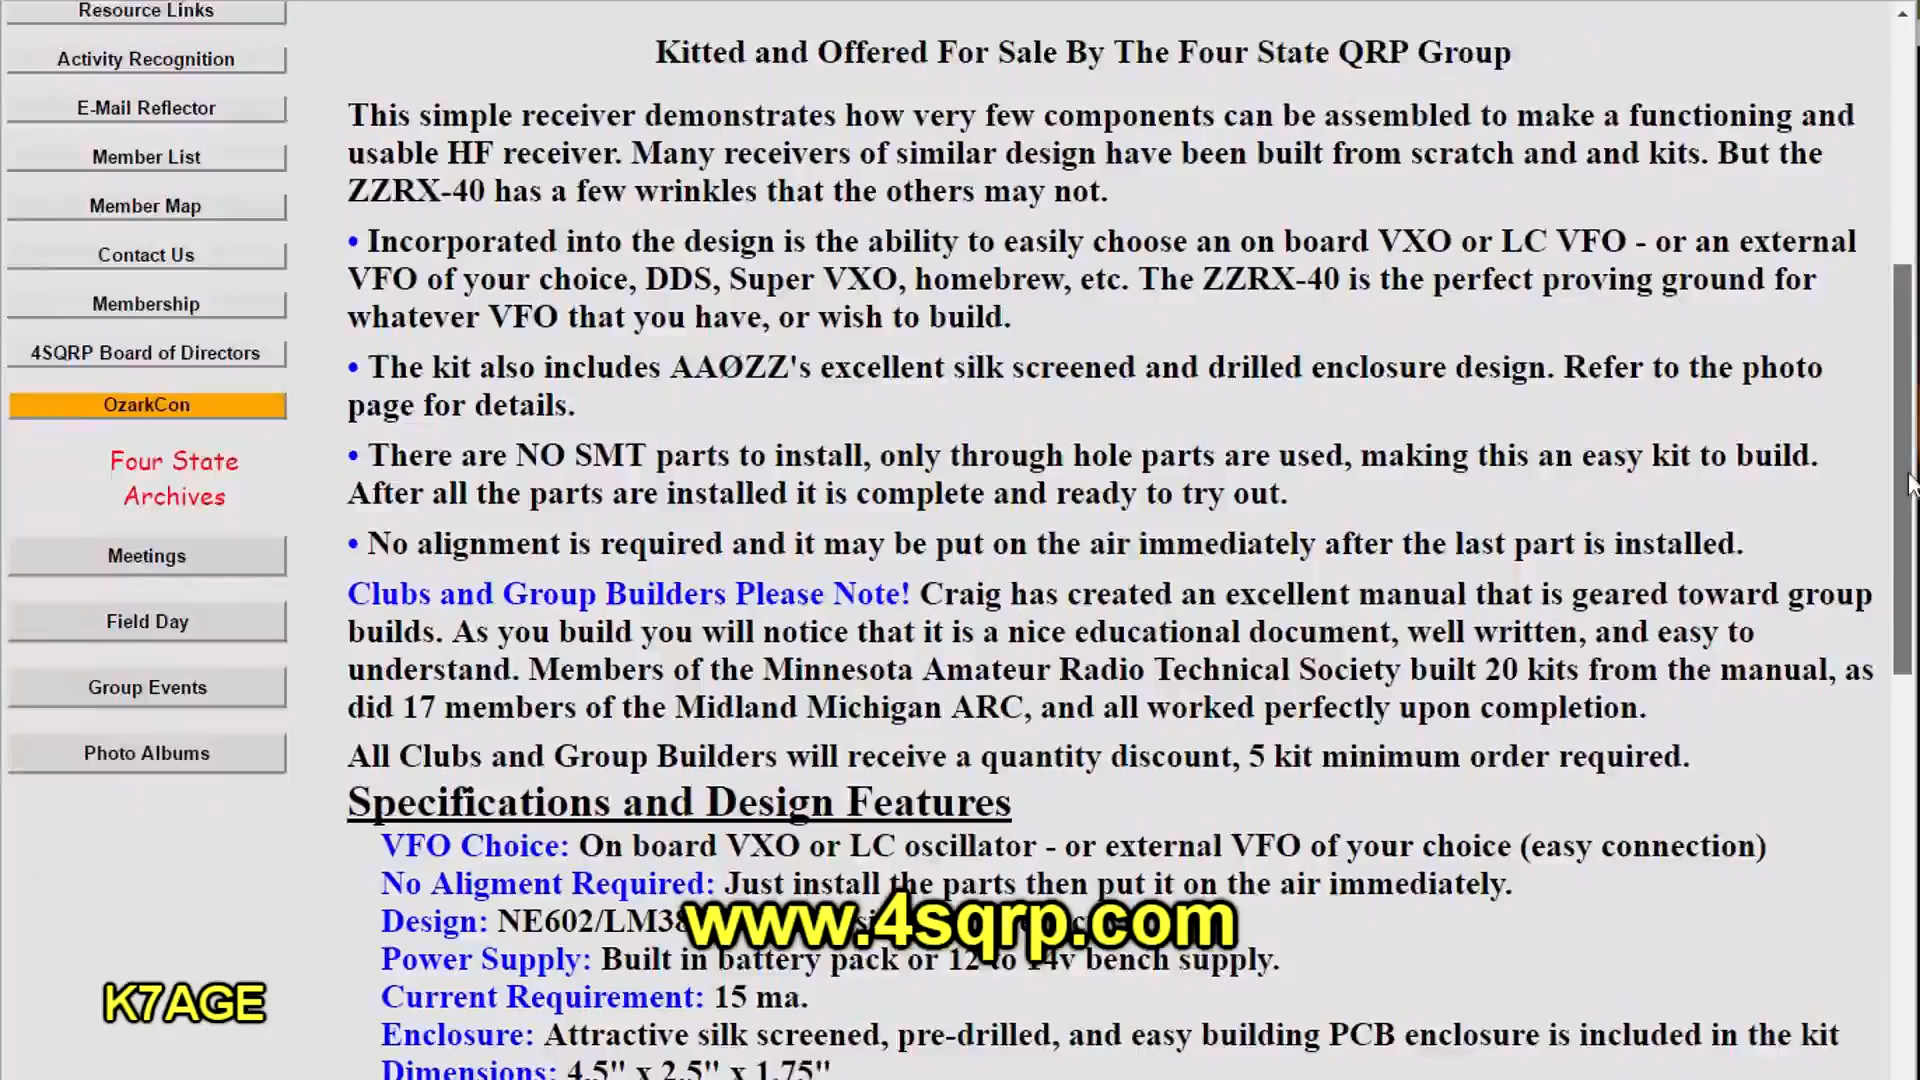 Resource Links
Activity Recognition
E-Mail Reflector
Member List
Member Map
Contact Us
Membership
4SQRP Board of Directors
OzarkCon
Four State
Archives
Meetings
Field Day
Group Events
Photo Albums
Kitted and Offered For Sale By The Four State QRP Group
This simple receiver demonstrates how very few components can be assembled to make a functioning and
usable HF receiver. Many receivers of similar design have been built from scratch and and kits. But the
ZZRX-40 has a few wrinkles that the others may not.
• Incorporated into the design is the ability to easily choose an on board VXO or LC VFO - or an external
VFO of your choice, DDS, Super VXO, homebrew, etc. The ZZRX-40 is the perfect proving ground for
whatever VFO that you have, or wish to build.
• The kit also includes AAØZZ's excellent silk screened and drilled enclosure design. Refer to the photo
page for details.
• There are NO SMT parts to install, only through hole parts are used, making this an easy kit to build.
After all the parts are installed it is complete and ready to try out.
• No alignment is required and it may be put on the air immediately after the last part is installed.
Clubs and Group Builders Please Note! Craig has created an excellent manual that is geared toward group
builds. As you build you will notice that it is a nice educational document, well written, and easy to
understand. Members of the Minnesota Amateur Radio Technical Society built 20 kits from the manual, as
did 17 members of the Midland Michigan ARC, and all worked perfectly upon completion.
All Clubs and Group Builders will receive a quantity discount, 5 kit minimum order required.
Specifications and Design Features
VFO Choice: On board VXO or LC oscillator - or external VFO of your choice (easy connection)
No Aligment Required: Just install the parts then put it on the air immediately.
Design:
www.4sqrp.com
Power Supply: Built in battery pack or 12 to 14v bench supply.
Current Requirement: 15 ma.
Enclosure: Attractive silk screened, pre-drilled, and easy building PCB enclosure is included in the kit
Dimensions: 4.5" x 2.5" x 1.75"
K7AGE